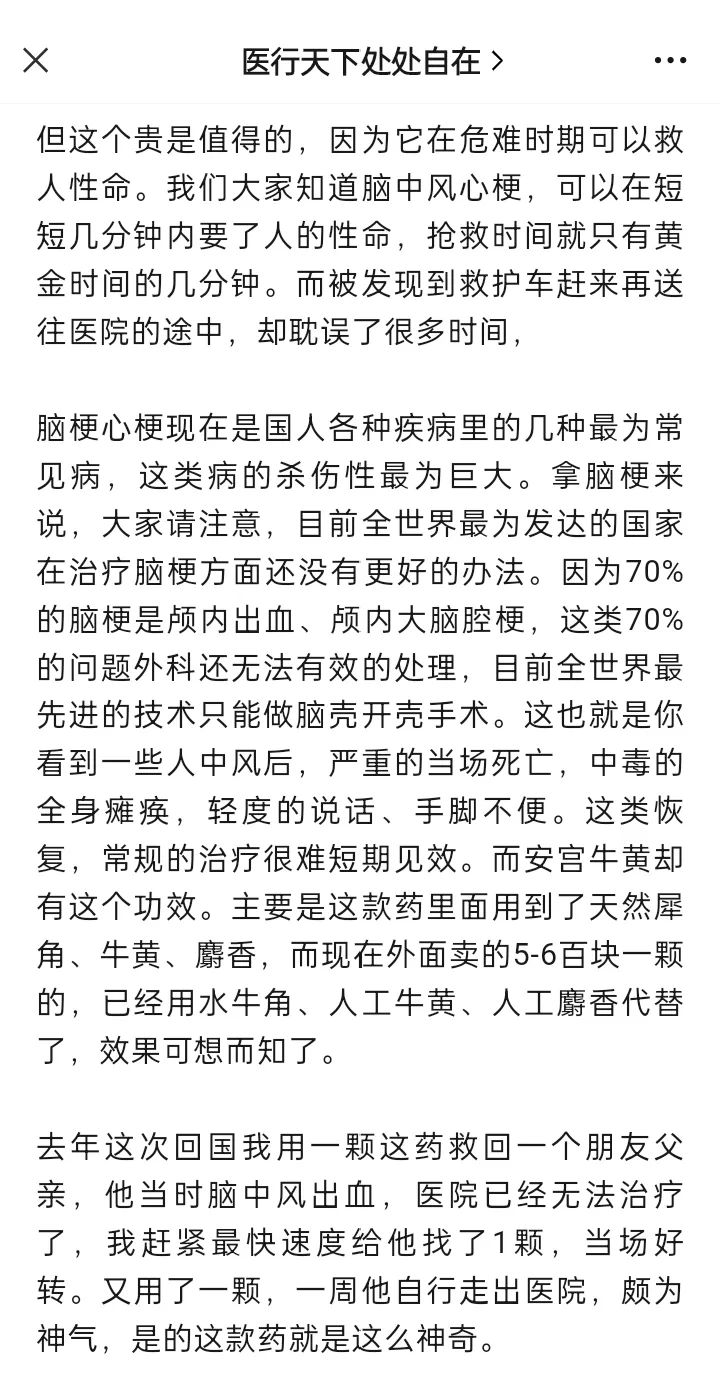 医行天下处处自在
但这个贵是值得的，因为它在危难时期可以救
人性命。我们大家知道脑中风心梗，可以在短
短几分钟内要了人的性命，抢救时间就只有黄
金时间的几分钟。而被发现到救护车赶来再送
往医院的途中，却耽误了很多时间，
脑梗心梗现在是国人各种疾病里的几种最为常
见病，这类病的杀伤性最为巨大。拿脑梗来
说，大家请注意，目前全世界最为发达的国家
在治疗脑梗方面还没有更好的办法。因为70%
的脑梗是颅内出血、颅内大脑腔梗，这类70%
的问题外科还无法有效的处理，目前全世界最
先进的技术只能做脑壳开壳手术。这也就是你
看到一些人中风后，严重的当场死亡，中毒的
全身瘫痪，轻度的说话、手脚不便。这类恢
复，常规的治疗很难短期见效。而安宫牛黄却
有这个功效。主要是这款药里面用到了天然犀
角、牛黄、麝香，而现在外面卖的5-6百块一颗
的，已经用水牛角、人工牛黄、人工麝香代替
了，效果可想而知了。
去年这次回国我用一颗这药救回一个朋友父
亲，他当时脑中风出血，医院已经无法治疗
了，我赶紧最快速度给他找了1颗，当场好
转。又用了一颗，一周他自行走出医院，颇为
神气，是的这款药就是这么神奇。